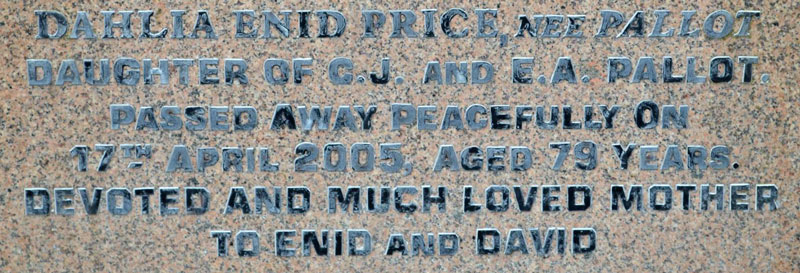 DAHLIA ENID PRICE, NEE PALLOT
DAUGHTER OF C.J. AND E.A. PALLOT.
PASSED AWAY PEACEFULLY ON
17TH APRIL 2005, AGED 79 YEARS.
DEVOTED AND MUCH LOVED MOTHER
TO ENID AND DAVID